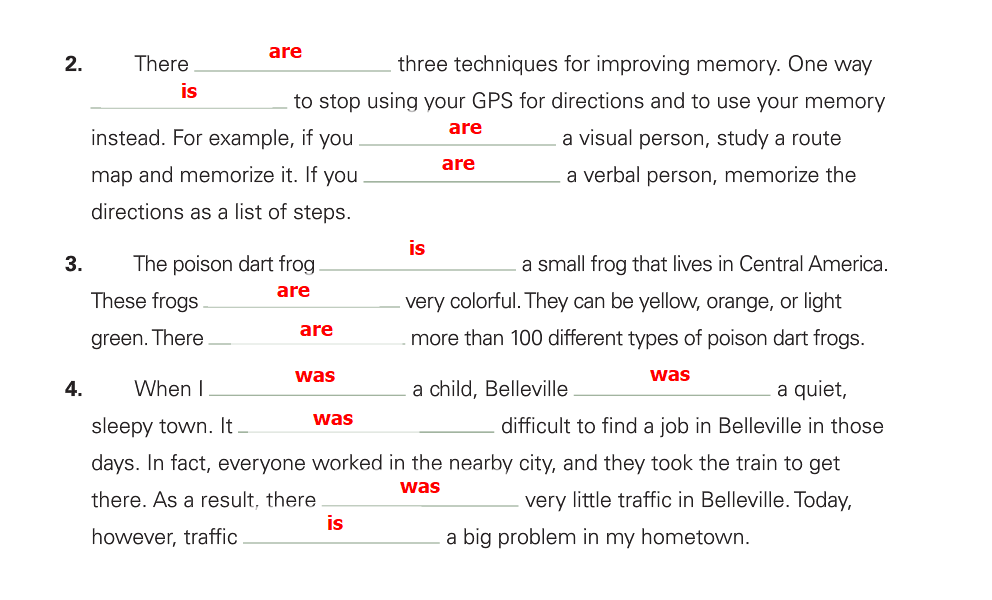 2. There are three techniques for improving memory. One way
is to stop using your GPS for directions and to use your memory
instead. For example, if you are a visual person, study a route
map and memorize it. If you are a verbal person, memorize the
directions as a list of steps.
3. The poison dart frog is a small frog that lives in Central America.
These frogs are very colorful. They can be yellow, orange, or light
green. There are more than 100 different types of poison dart frogs.
4. When I was a child, Belleville was a quiet,
sleepy town. It was difficult to find a job in Belleville in those
days. In fact, everyone worked in the nearby city, and they took the train to get
there. As a result, there was very little traffic in Belleville. Today,
however, traffic is a big problem in my hometown.